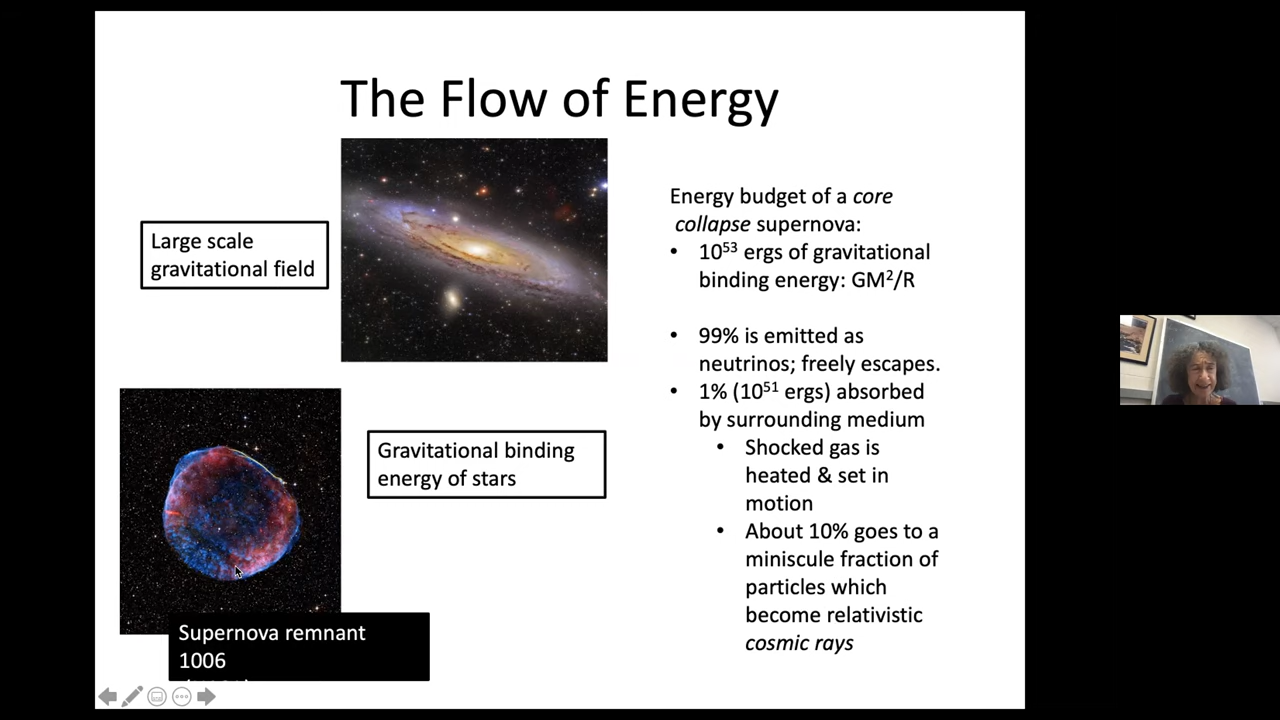 The Flow of Energy
Large scale
gravitational field
Gravitational binding
energy of stars
Supernova remnant
1006
Energy budget of a core
collapse supernova:
• 10⁵³ ergs of gravitational
binding energy: GM²/R
• 99% is emitted as
neutrinos; freely escapes.
• 1% (10⁵¹ ergs) absorbed
by surrounding medium
• Shocked gas is
heated & set in
motion
• About 10% goes to a
miniscule fraction of
particles which
become relativistic
cosmic rays